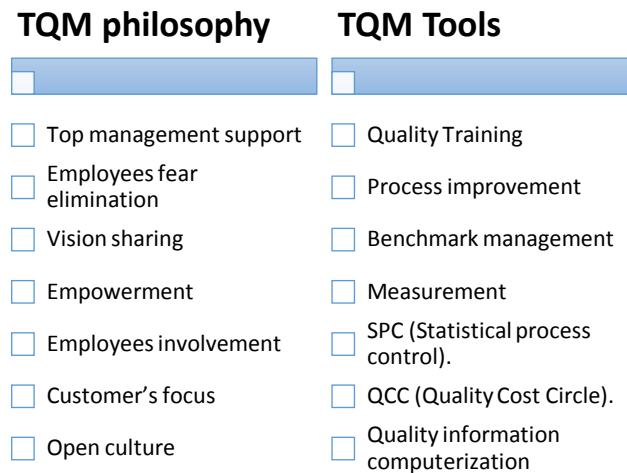 TQM philosophy
Top management support
Employees fear
elimination
Vision sharing
Empowerment
Employees involvement
Customer's focus
Open culture
TQM Tools
Quality Training
Process improvement
Benchmark management
Measurement
SPC (Statistical process
control).
QCC (Quality Cost Circle).
Quality information
computerization